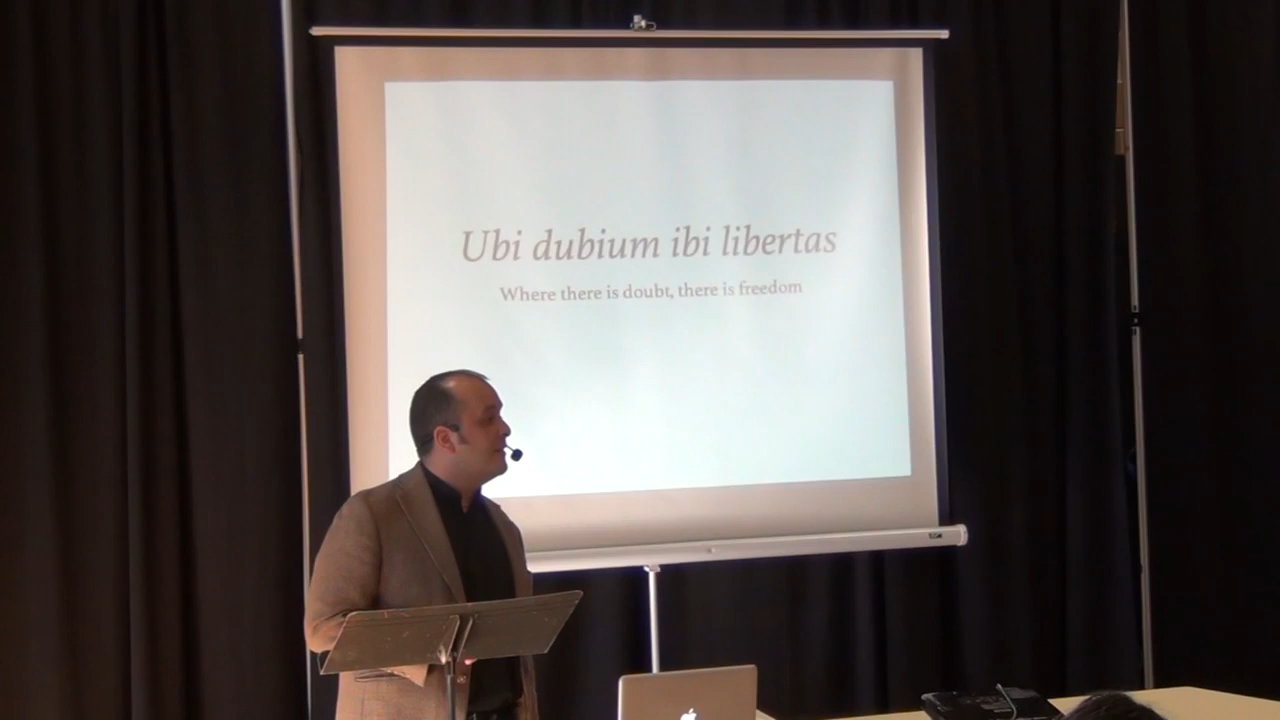 Ubi dubium ibi libertas
Where there is doubt, there is freedom